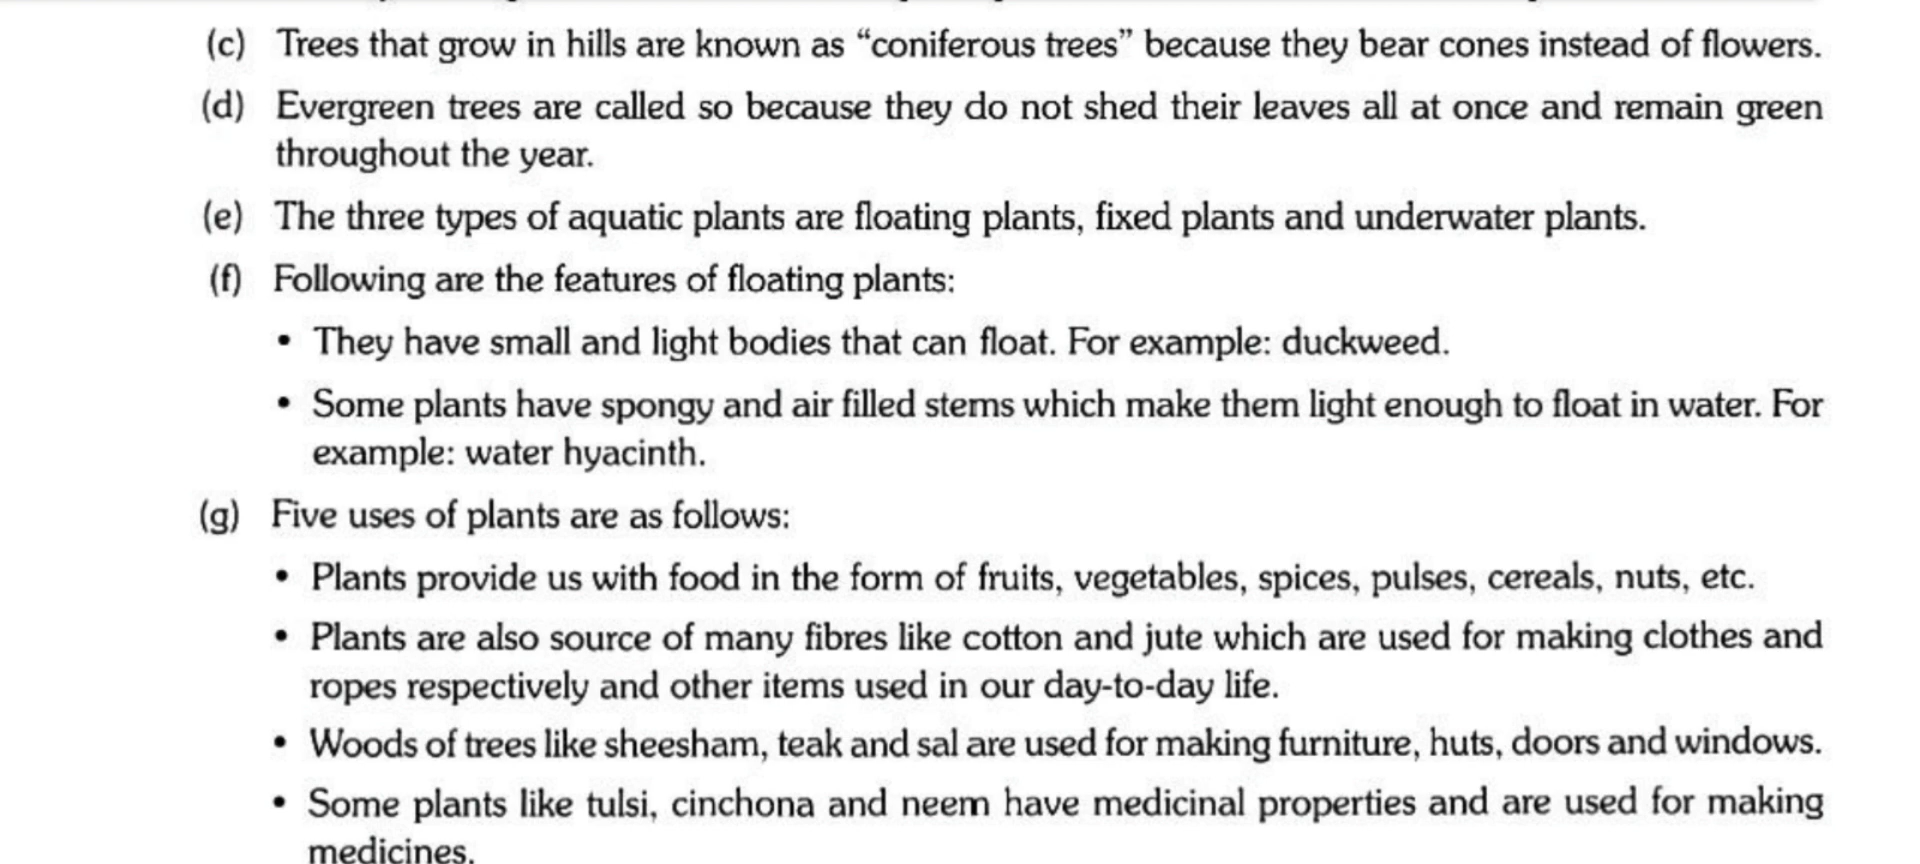 (c) Trees that grow in hills are known as “coniferous trees” because they bear cones instead of flowers.
(d) Evergreen trees are called so because they do not shed their leaves all at once and remain green
throughout the year.
(e) The three types of aquatic plants are floating plants, fixed plants and underwater plants.
(f) Following are the features of floating plants:
• They have small and light bodies that can float. For example: duckweed.
• Some plants have spongy and air filled stems which make them light enough to float in water. For
example: water hyacinth.
(g) Five uses of plants are as follows:
• Plants provide us with food in the form of fruits, vegetables, spices, pulses, cereals, nuts, etc.
• Plants are also source of many fibres like cotton and jute which are used for making clothes and
ropes respectively and other items used in our day-to-day life.
• Woods of trees like sheesham, teak and sal are used for making furniture, huts, doors and windows.
• Some plants like tulsi, cinchona and neem have medicinal properties and are used for making
medicines.